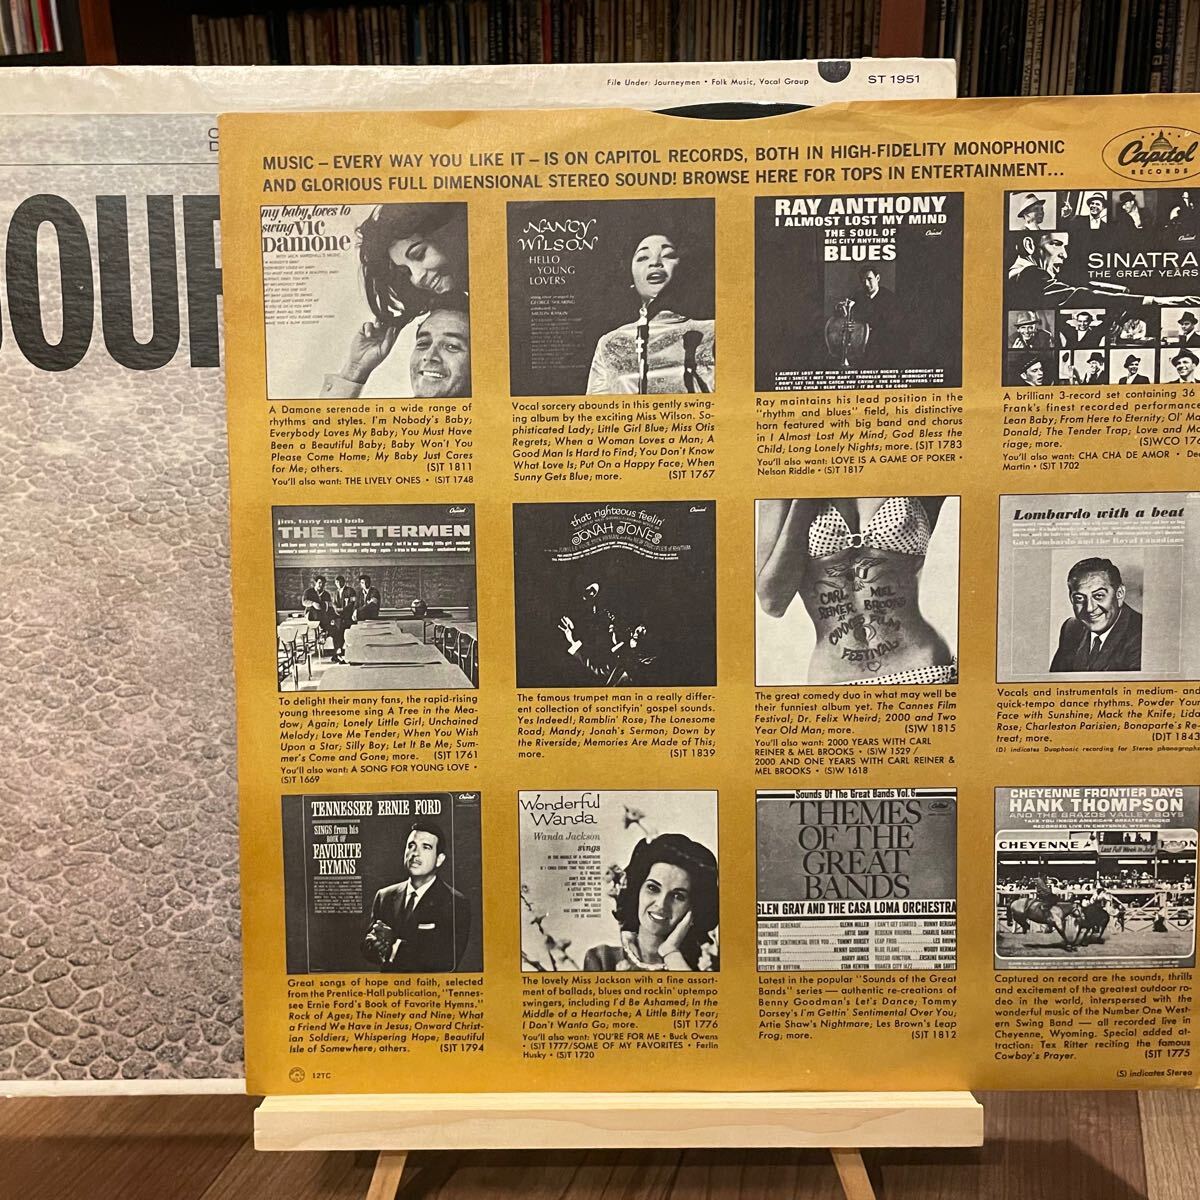 File Under: Journeymen • Folk Music, Vocal Group
ST 1951
OUR
MUSIC – EVERY WAY YOU LIKE IT – IS ON CAPITOL RECORDS, BOTH IN HIGH-FIDELITY MONOPHONIC
AND GLORIOUS FULL DIMENSIONAL STEREO SOUND! BROWSE HERE FOR TOPS IN ENTERTAINMENT...
Capitol
RECORDS
my baby loves to
swing Vic
Damone
A Damone serenade in a wide range of
rhythms and styles. I'm Nobody's Baby;
Everybody Loves My Baby; You Must Have
Been a Beautiful Baby; Baby Won't You
Please Come Home; My Baby Just Cares
for Me; others. (S)T 1811
You'll also want: THE LIVELY ONES • (S)T 1748
NANCY
WILSON
HELLO
YOUNG
LOVERS
Vocal sorcery abounds in this gently swing-
ing album by the exciting Miss Wilson. So-
phisticated Lady; Little Girl Blue; Miss Otis
Regrets; When a Woman Loves a Man; A
Good Man Is Hard to Find; You Don't Know
What Love Is; Put On a Happy Face; When
Sunny Gets Blue; more. (S)T 1767
RAY ANTHONY
I ALMOST LOST MY MIND
THE SOUL OF
BIG CITY RHYTHM &
BLUES
Ray maintains his lead position in the
"rhythm and blues" field, his distinctive
horn featured with big band and chorus
in I Almost Lost My Mind; God Bless the
Child; Long Lonely Nights; more. (S)T 1783
You'll also want: LOVE IS A GAME OF POKER •
Nelson Riddle • (S)T 1817
SINATRA
THE GREAT YEARS
A brilliant 3-record set containing 36
Frank's finest recorded performance
Lean Baby; From Here to Eternity; Ol' Ma
Donald; The Tender Trap; Love and Ma
riage; more. (S)WCO 176
You'll also want: CHA CHA DE AMOR • Dea
Martin • (S)T 1702
jim, tony and bob
THE LETTERMEN
To delight their many fans, the rapid-rising
young threesome sing A Tree in the Mea-
dow; Again; Lonely Little Girl; Unchained
Melody; Love Me Tender; When You Wish
Upon a Star; Silly Boy; Let It Be Me; Sum-
mer's Come and Gone; more. (S)T 1761
You'll also want: A SONG FOR YOUNG LOVE •
(S)T 1669
that righteous feelin'
JONAH JONES
The famous trumpet man in a really differ-
ent collection of sanctifyin' gospel sounds.
Yes Indeed!; Ramblin' Rose; The Lonesome
Road; Mandy; Jonah's Sermon; Down by
the Riverside; Memories Are Made of This;
more. (S)T 1839
CARL REINER MEL BROOKS
CANNES FILM
FESTIVAL
The great comedy duo in what may well be
their funniest album yet. The Cannes Film
Festival; Dr. Felix Wheird; 2000 and Two
Year Old Man; more. (S)W 1815
You'll also want: 2000 YEARS WITH CARL
REINER & MEL BROOKS • (S)W 1529 /
2000 AND ONE YEARS WITH CARL REINER &
MEL BROOKS • (S)W 1618
Lombardo with a beat
Guy Lombardo and the Royal Canadians
Vocals and instrumentals in medium- and
quick-tempo dance rhythms. Powder Your
Face with Sunshine; Mack the Knife; Lido
Rose; Charleston Parisien; Bonaparte's Re-
treat; more. (D)T 1843
(D) indicates Duophonic recording for Stereo phonographs
TENNESSEE ERNIE FORD
SINGS from his
BOOK OF
FAVORITE
HYMNS
Great songs of hope and faith, selected
from the Prentice-Hall publication, "Tennes-
see Ernie Ford's Book of Favorite Hymns."
Rock of Ages; The Ninety and Nine; What
a Friend We Have in Jesus; Onward Christ-
ian Soldiers; Whispering Hope; Beautiful
Isle of Somewhere; others. (S)T 1794
Wonderful
Wanda
Wanda Jackson
sings
The lovely Miss Jackson with a fine assort-
ment of ballads, blues and rockin' uptempo
swingers, including I'd Be Ashamed; In the
Middle of a Heartache; A Little Bitty Tear;
I Don't Wanta Go; more. (S)T 1776
You'll also want: YOU'RE FOR ME • Buck Owens
• (S)T 1777/SOME OF MY FAVORITES • Ferlin
Husky • (S)T 1720
Sounds Of The Great Bands Vol. 6
THEMES
OF THE
GREAT
BANDS
GLEN GRAY AND THE CASA LOMA ORCHESTRA
Latest in the popular "Sounds of the Great
Bands" series — authentic re-creations of
Benny Goodman's Let's Dance; Tommy
Dorsey's I'm Gettin' Sentimental Over You;
Artie Shaw's Nightmare; Les Brown's Leap
Frog; more. (S)T 1812
CHEYENNE FRONTIER DAYS
HANK THOMPSON
AND THE BRAZOS VALLEY BOYS
CHEYENNE
Last Full Week in July
Captured on record are the sounds, thrills
and excitement of the greatest outdoor ro-
deo in the world, interspersed with the
wonderful music of the Number One West-
ern Swing Band — all recorded live in
Cheyenne, Wyoming. Special added at-
traction: Tex Ritter reciting the famous
Cowboy's Prayer. (S)T 1775
12TC
(S) indicates Stereo